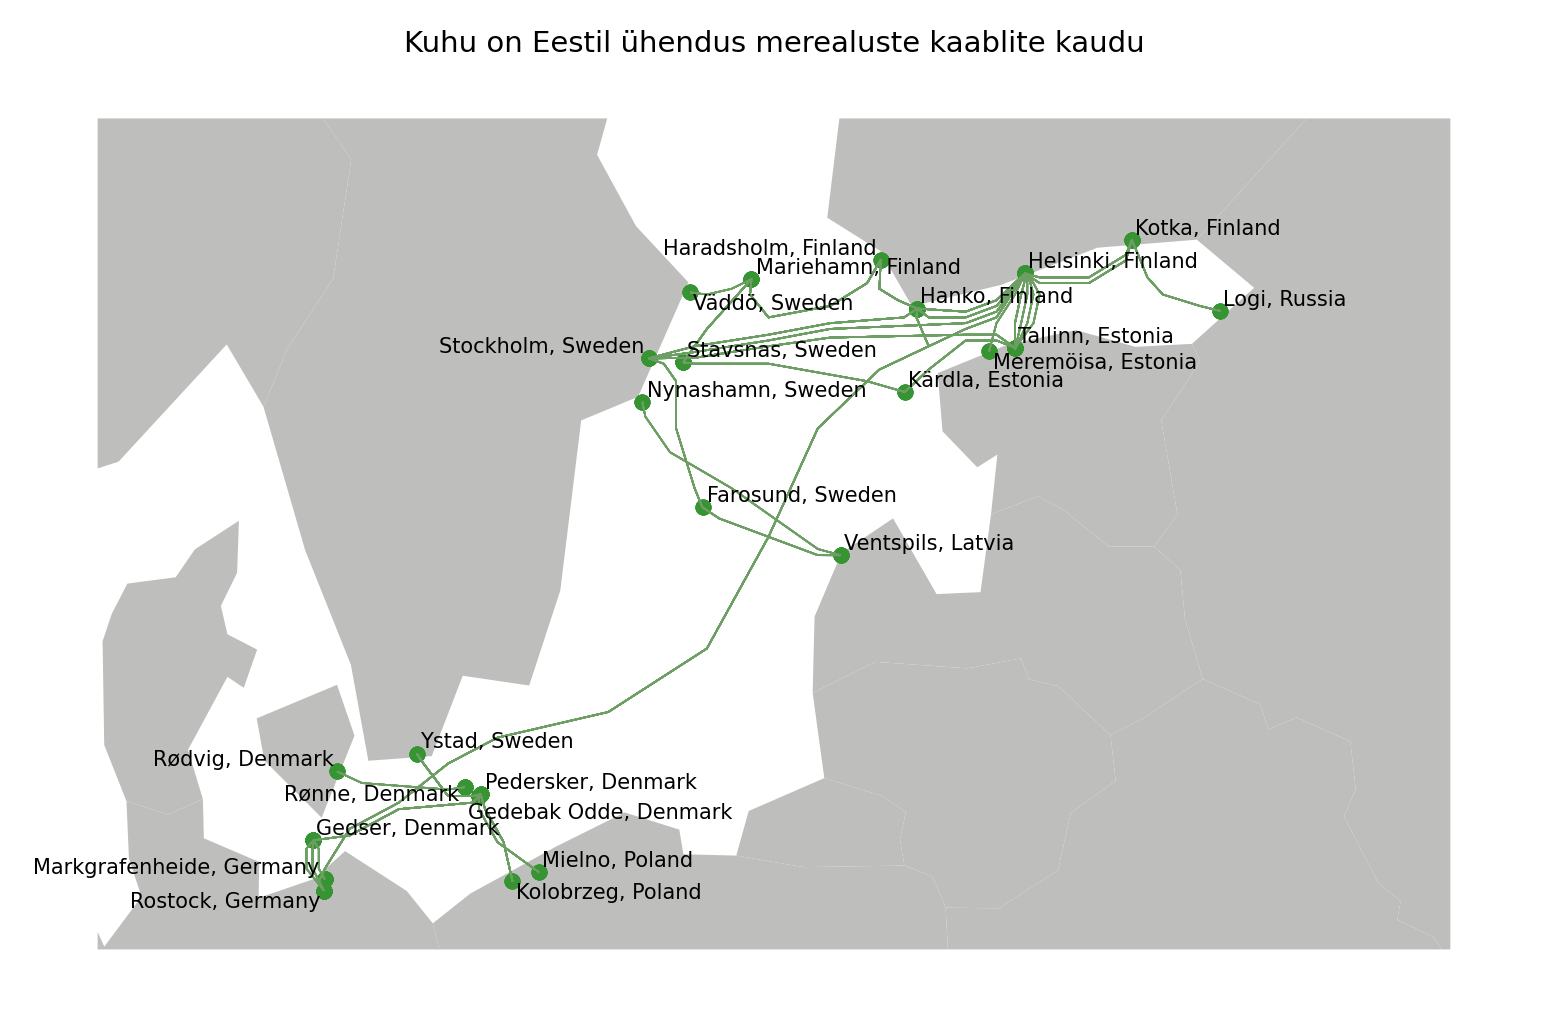 Kuhu on Eestil ühendus merealuste kaablite kaudu
Kotka, Finland
Haradsholm, Finland
Helsinki, Finland
Mariehamn, Finland
Hanko, Finland
Logi, Russia
Väddö, Sweden
Tallinn, Estonia
Stockholm, Sweden
Stavsnas, Sweden
Meremöisa, Estonia
Kärdla, Estonia
Nynashamn, Sweden
Farosund, Sweden
Ventspils, Latvia
Ystad, Sweden
Rødvig, Denmark
Pedersker, Denmark
Rønne, Denmark
Gedebak Odde, Denmark
Gedser, Denmark
Mielno, Poland
Markgrafenheide, Germany
Kolobrzeg, Poland
Rostock, Germany